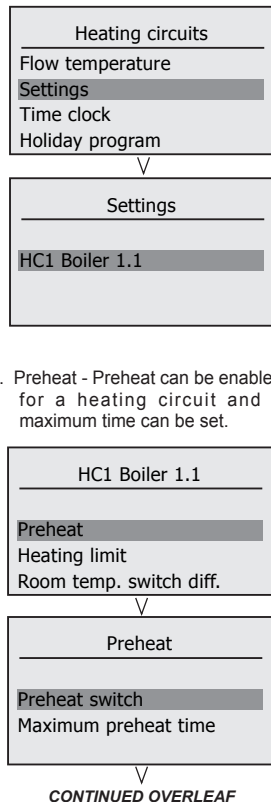 Heating circuits
Flow temperature
Settings
Time clock
Holiday program
Settings
HC1 Boiler 1.1
. Preheat - Preheat can be enable
for a heating circuit and
maximum time can be set.
HC1 Boiler 1.1
Preheat
Heating limit
Room temp. switch diff.
Preheat
Preheat switch
Maximum preheat time
CONTINUED OVERLEAF